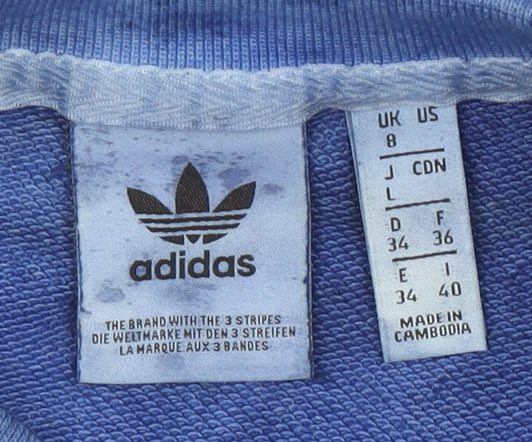 adidas
THE BRAND WITH THE 3 STRIPES
DIE WELTMARKE MIT DEN 3 STREIFEN
LA MARQUE AUX 3 BANDES
UK US
8
J CDN
L
D F
34 36
E I
34 40
MADE IN
CAMBODIA